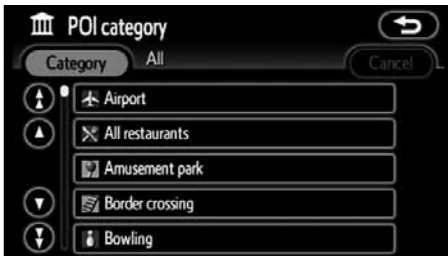 POI category
Category All Cancel
Airport
All restaurants
Amusement park
Border crossing
Bowling